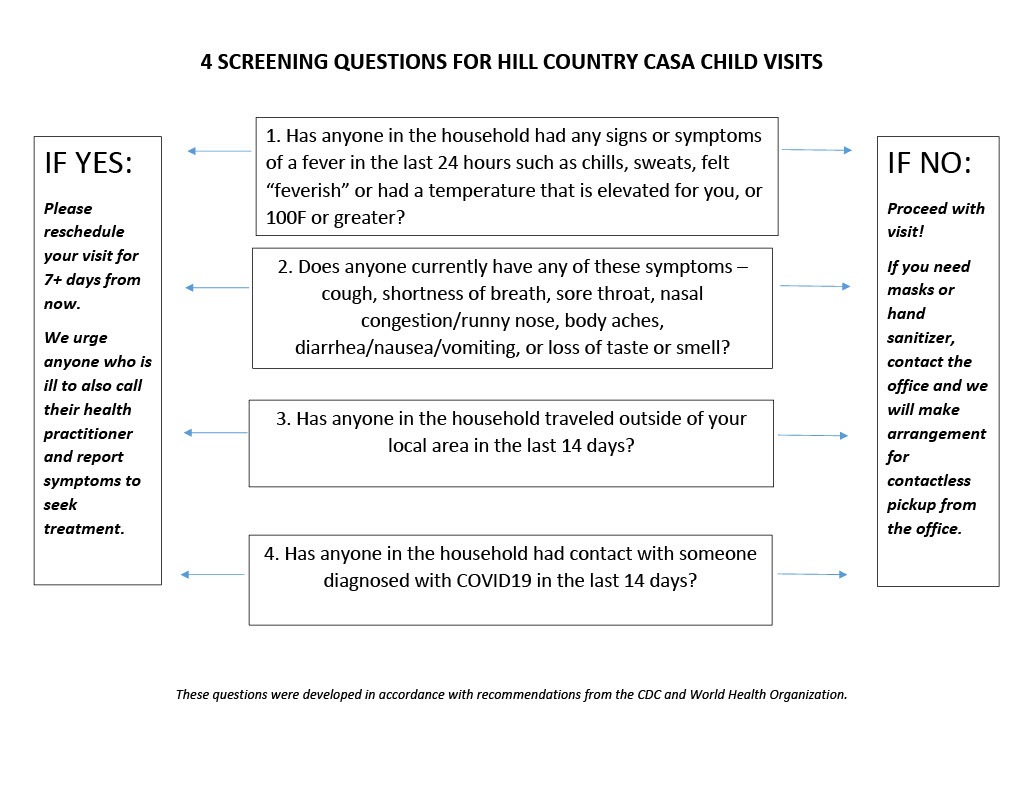 4 SCREENING QUESTIONS FOR HILL COUNTRY CASA CHILD VISITS
IF YES:
Please
reschedule
your visit for
7+ days from
now.
We urge
anyone who is
ill to also call
their health
practitioner
and report
symptoms to
seek
treatment.
1. Has anyone in the household had any signs or symptoms
of a fever in the last 24 hours such as chills, sweats, felt
“feverish” or had a temperature that is elevated for you, or
100F or greater?
2. Does anyone currently have any of these symptoms –
cough, shortness of breath, sore throat, nasal
congestion/runny nose, body aches,
diarrhea/nausea/vomiting, or loss of taste or smell?
3. Has anyone in the household traveled outside of your
local area in the last 14 days?
4. Has anyone in the household had contact with someone
diagnosed with COVID19 in the last 14 days?
IF NO:
Proceed with
visit!
If you need
masks or
hand
sanitizer,
contact the
office and we
will make
arrangement
for
contactless
pickup from
the office.
These questions were developed in accordance with recommendations from the CDC and World Health Organization.